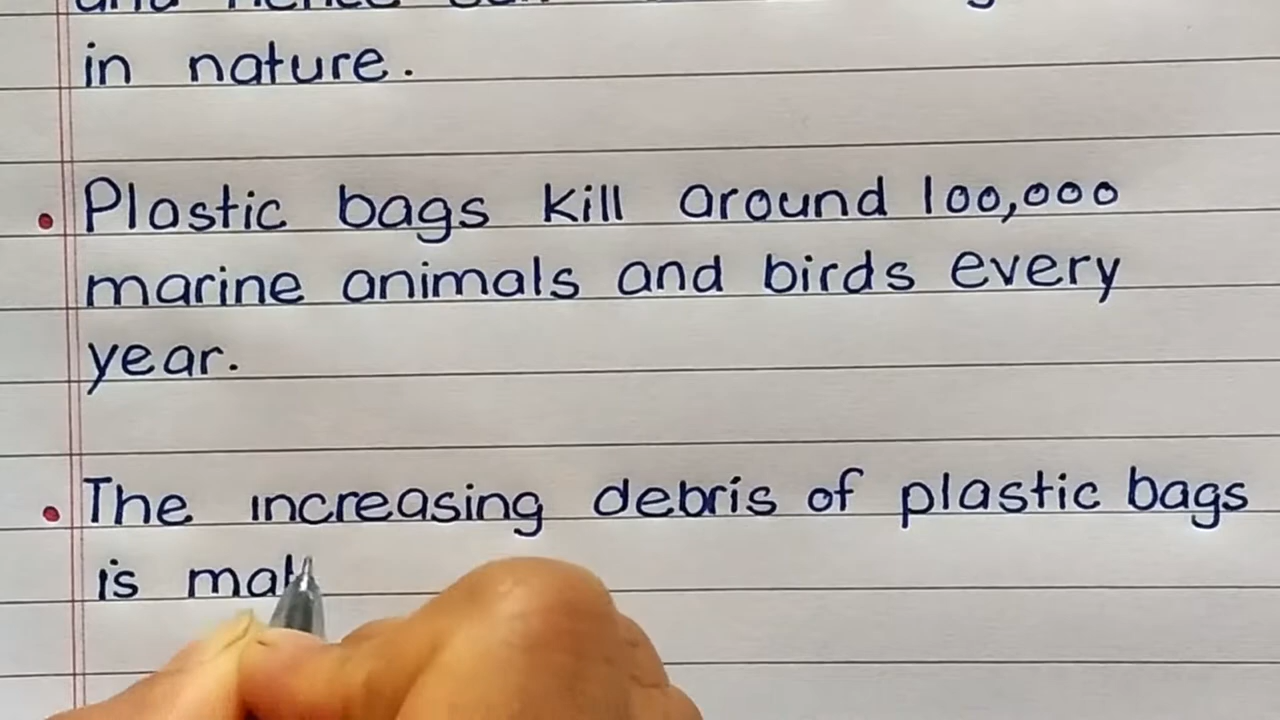 in nature.
• Plastic bags kill around 100,000
marine animals and birds every
year.
• The increasing debris of plastic bags
is